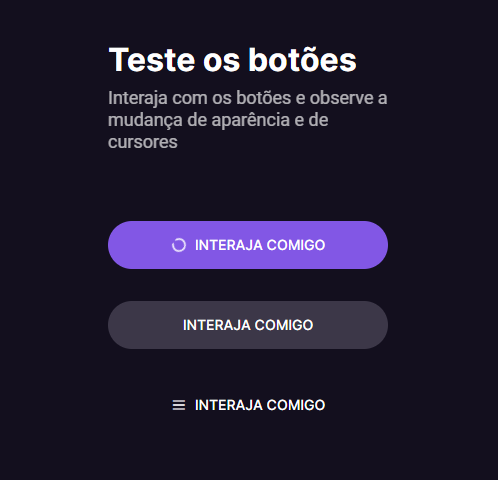 Teste os botões
Interaja com os botões e observe a
mudança de aparência e de
cursores
INTERAJA COMIGO
INTERAJA COMIGO
INTERAJA COMIGO